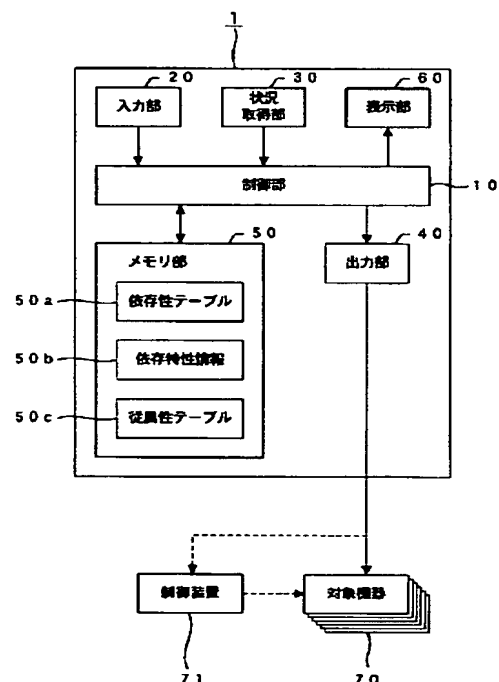 1
20
30
60
入力部
状況
取得部
表示部
制御部
10
50
40
メモリ部
出力部
50a
依存性テーブル
50b
依存特性情報
50c
従属性テーブル
制御装置
対象機器
71
70